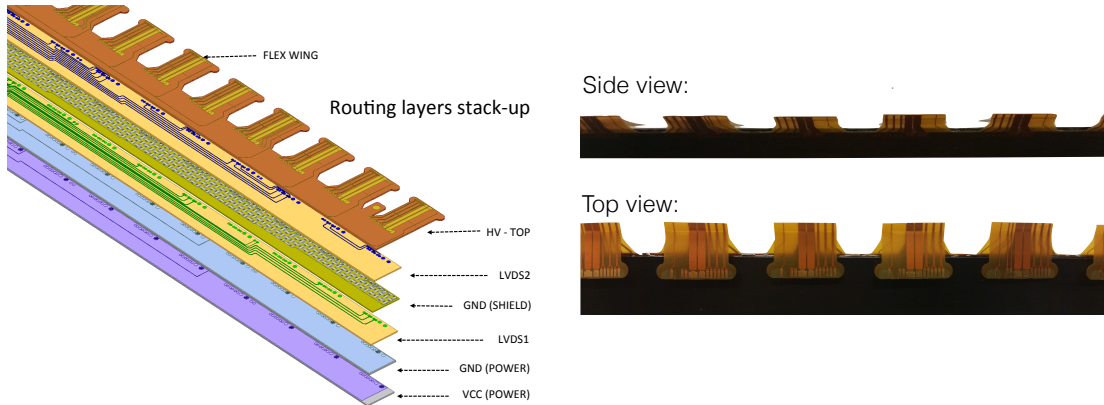 FLEX WING
Routing layers stack-up
HV - TOP
LVDS2
GND (SHIELD)
LVDS1
GND (POWER)
VCC (POWER)
Side view:
Top view: